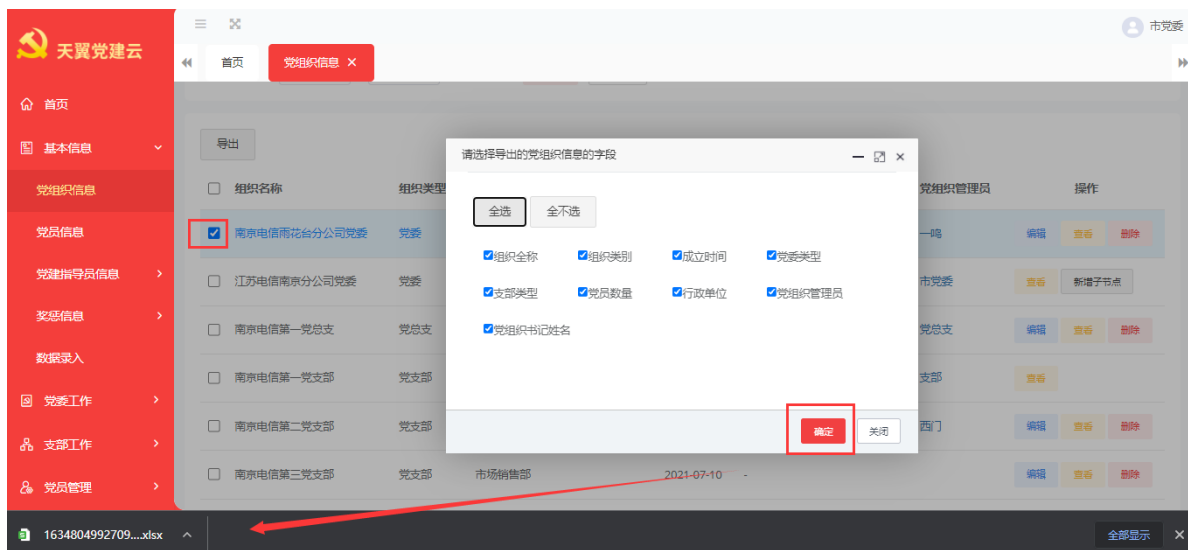 天翼党建云
市党委
首页
党组织信息
首页
基本信息
党组织信息
党员信息
党建指导员信息
奖惩信息
数据录入
党委工作
支部工作
党员管理
导出
组织名称 组织类型 党组织管理员 操作
南京电信雨花台分公司党委 党委 一鸣 编辑 查看 删除
江苏电信南京分公司党委 党委 市党委 查看 新增子节点
南京电信第一党总支 党总支 党总支 编辑 查看 删除
南京电信第一党支部 党支部 支部 查看
南京电信第二党支部 党支部 西门 编辑 查看 删除
南京电信第三党支部 党支部 市场销售部 2021-07-10 - 编辑 查看 删除
请选择导出的党组织信息的字段
全选 全不选
组织全称 组织类别 成立时间 党委类型
支部类型 党员数量 行政单位 党组织管理员
党组织书记姓名
确定 关闭
1634804992709....xlsx
全部显示